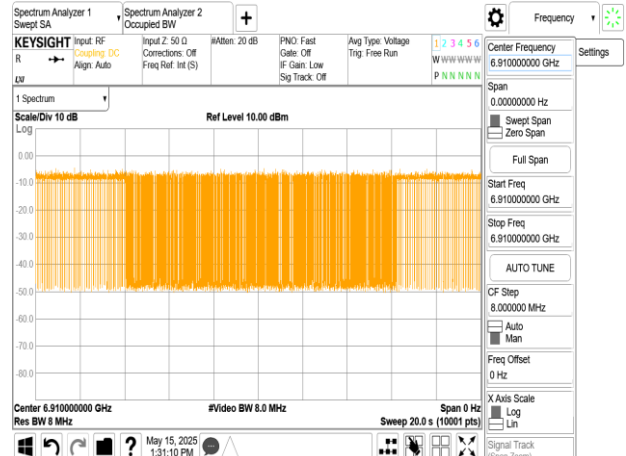 Spectrum Analyzer 1
Swept SA
Spectrum Analyzer 2
Occupied BW
+
Frequency
KEYSIGHT
R
Input: RF
Coupling: DC
Align: Auto
Input Z: 50 Ω
Corrections: Off
Freq Ref: Int (S)
#Atten: 20 dB
PNO: Fast
Gate: Off
IF Gain: Low
Sig Track: Off
Avg Type: Voltage
Trig: Free Run
1 2 3 4 5 6
W W W W W W
P N N N N N
LXI
1 Spectrum
Scale/Div 10 dB
Ref Level 10.00 dBm
Log
0.00
-10.0
-20.0
-30.0
-40.0
-50.0
-60.0
-70.0
-80.0
Center 6.910000000 GHz
#Video BW 8.0 MHz
Span 0 Hz
Res BW 8 MHz
Sweep 20.0 s (10001 pts)
?
May 15, 2025
1:31:10 PM
Center Frequency
6.910000000 GHz
Settings
Span
0.00000000 Hz
Swept Span
Zero Span
Full Span
Start Freq
6.910000000 GHz
Stop Freq
6.910000000 GHz
AUTO TUNE
CF Step
8.000000 MHz
Auto
Man
Freq Offset
0 Hz
X Axis Scale
Log
Lin
Signal Track
(Span Zoom)